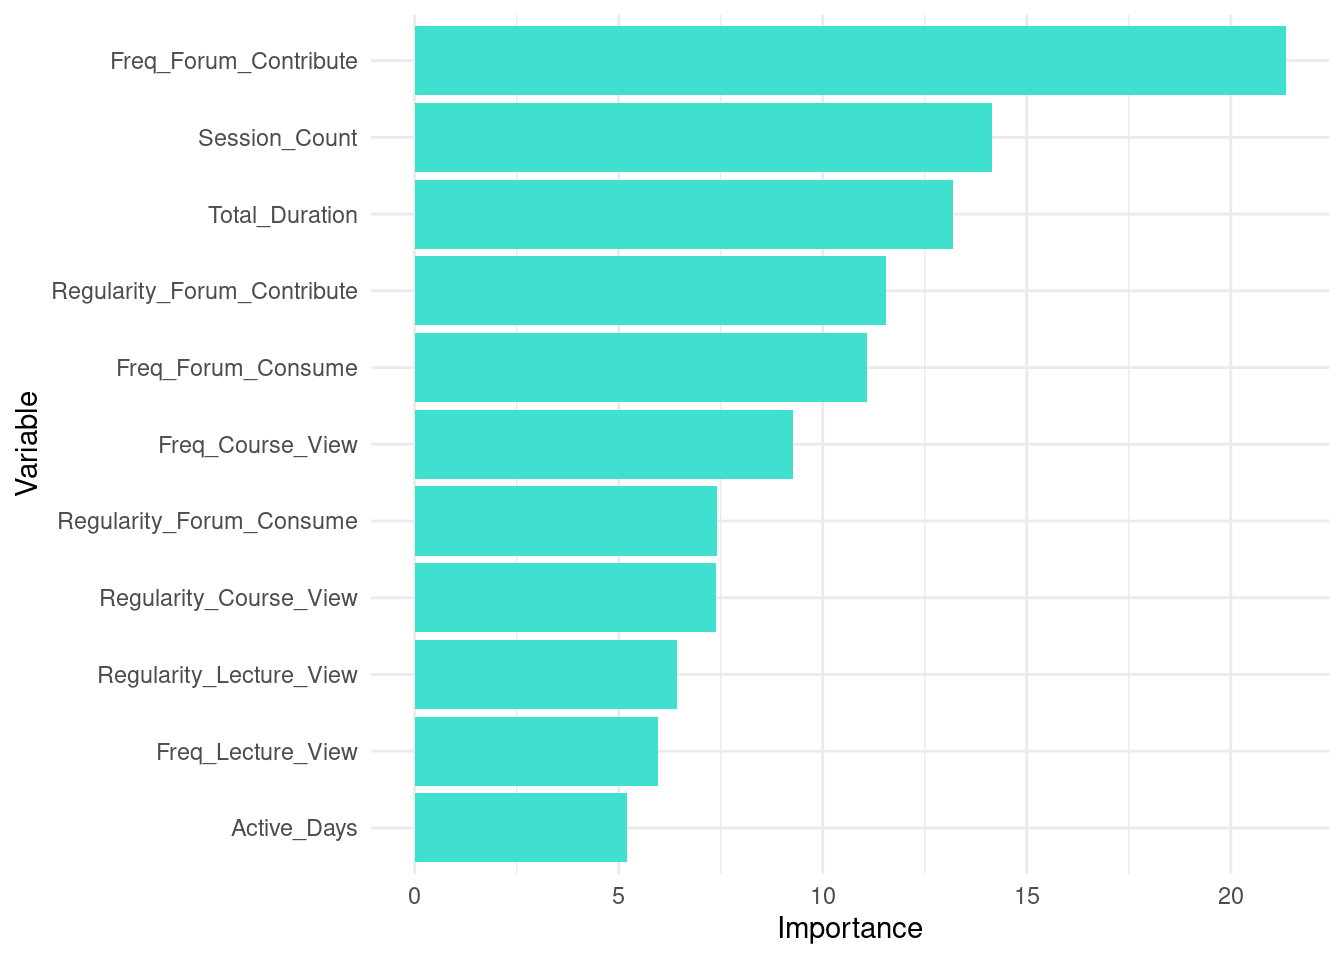 Freq_Forum_Contribute
Session_Count
Total_Duration
Regularity_Forum_Contribute
Freq_Forum_Consume
Freq_Course_View
Regularity_Forum_Consume
Regularity_Course_View
Regularity_Lecture_View
Freq_Lecture_View
Active_Days
Variable
0 5 10 15 20
Importance